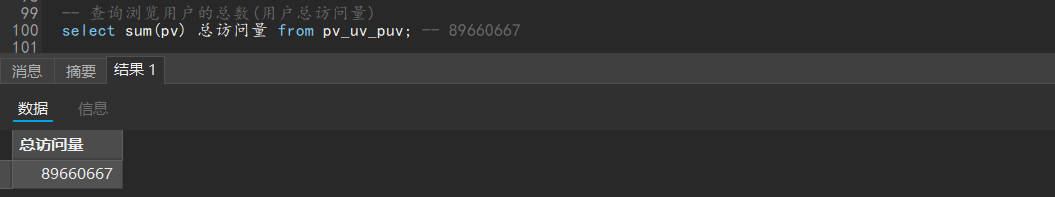 99 -- 查询浏览用户的总数(用户总访问量)
100 select sum(pv) 总访问量 from pv_uv_puv; -- 89660667
101
消息 摘要 结果 1
数据 信息
总访问量
89660667